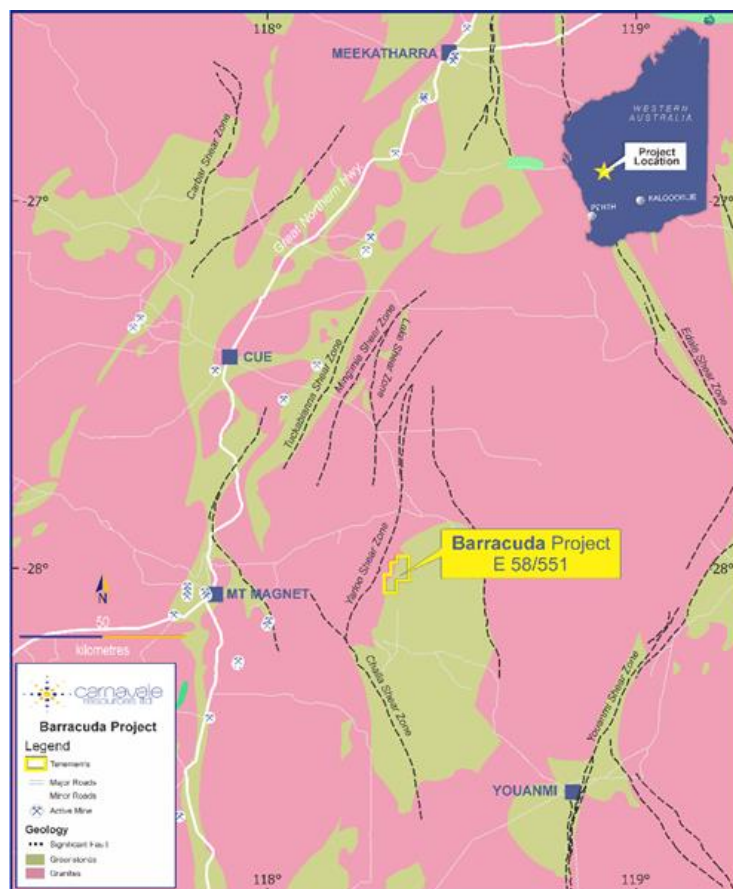 118°
119°
MEEKATHARRA
WESTERN
AUSTRALIA
Project
Location
PERTH
KALGOORLIE
Carbar Shear Zone
-27°
27°
Great Northern Hwy
CUE
Tuckabianna Shear Zone
Mingimie Shear Zone
Lake Shear
Zone
Edale Shear Zone
Barracuda Project
E 58/551
Yarloo Shear Zone
-28°
-28°
N
MT MAGNET
50
kilometres
Challa Shear Zone
Youanmi Shear Zone
YOUANMI
carnavale
resources ltd
Barracuda Project
Legend
Tenements
Major Roads
Minor Roads
Active Mine
Geology
Significant Fault
Greenstone
Granites
118°
119°